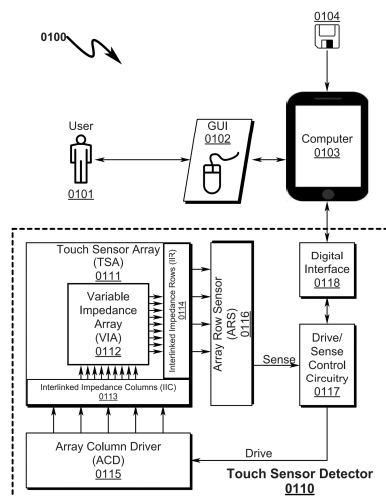 0104
0100
User
0101
GUI
0102
Computer
0103
Touch Sensor Array
(TSA)
0111
Variable
Impedance
Array
(VIA)
0112
Interlinked Impedance Rows (IIR)
0114
Array Row Sensor
(ARS)
0116
Interlinked Impedance Columns (IIC)
0113
Digital
Interface
0118
Sense
Drive/
Sense
Control
Circuitry
0117
Array Column Driver
(ACD)
0115
Drive
Touch Sensor Detector
0110